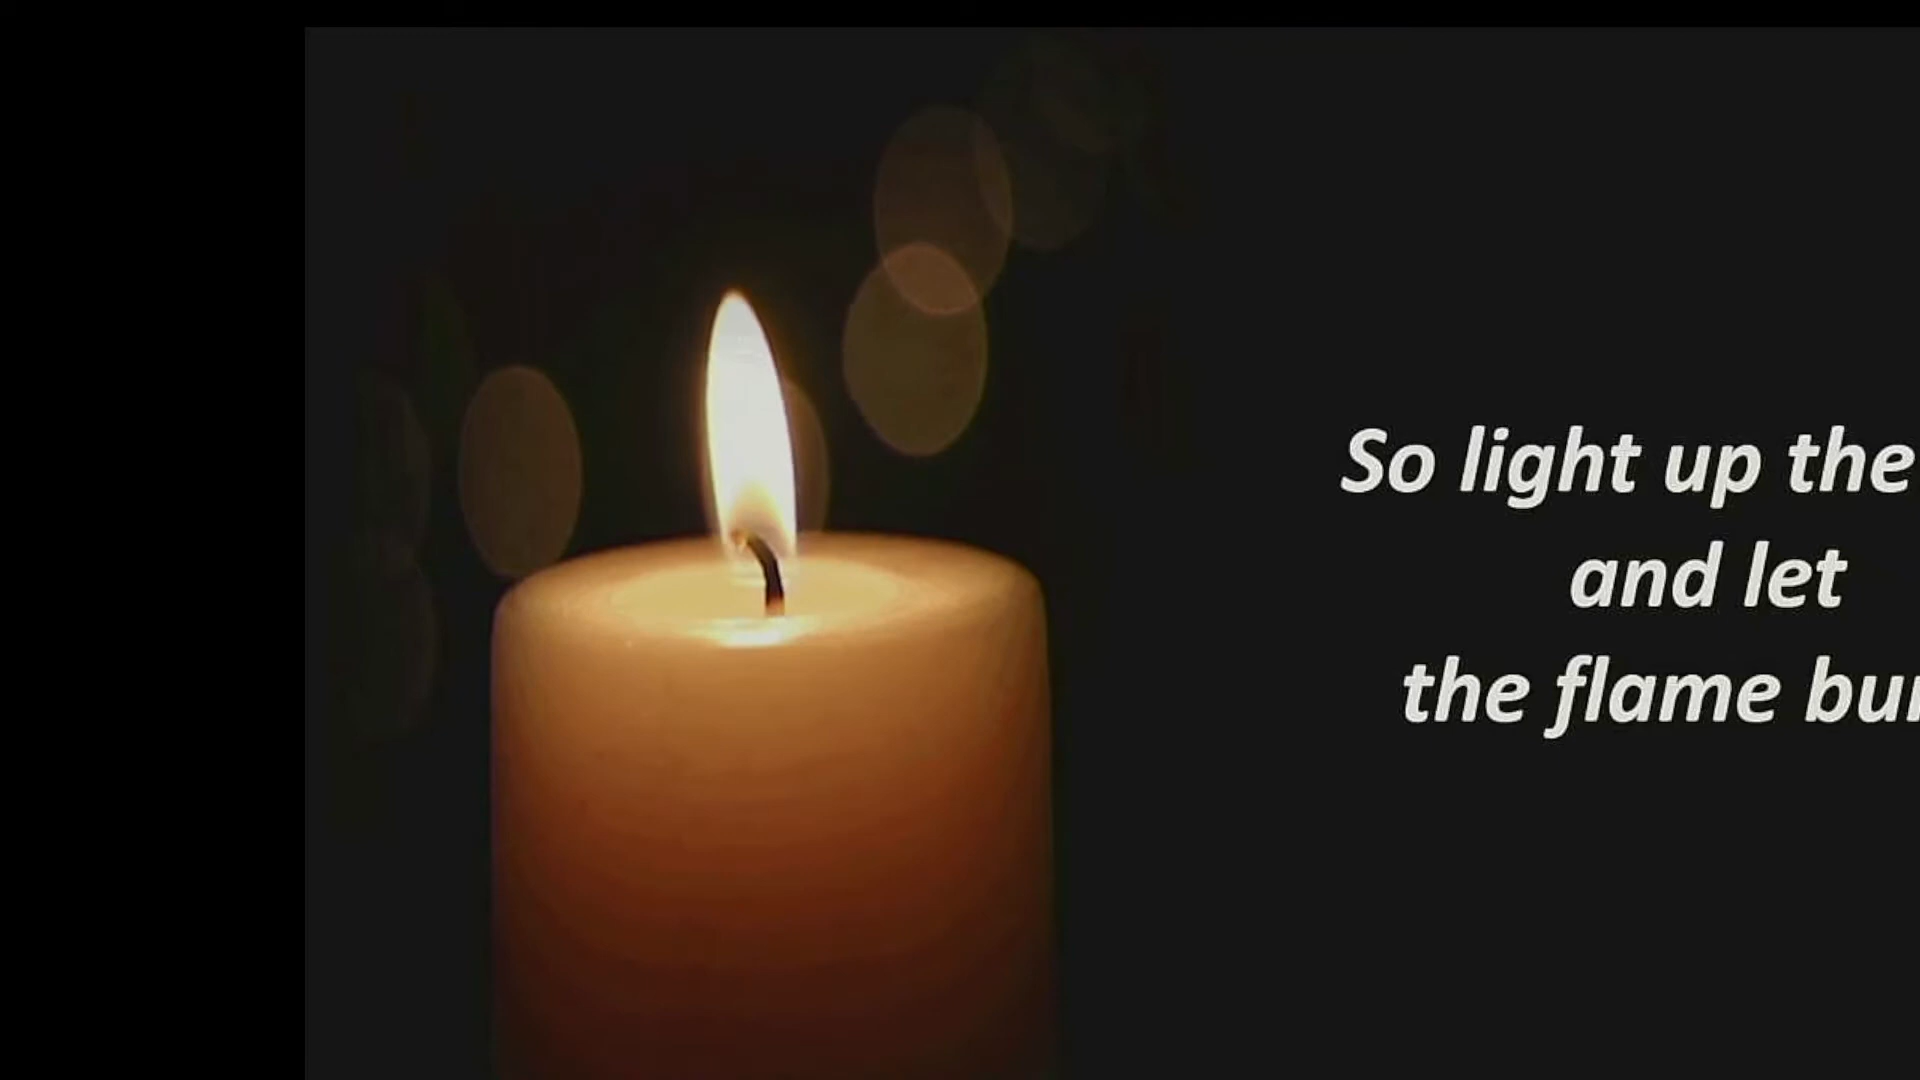 So light up the
and let
the flame